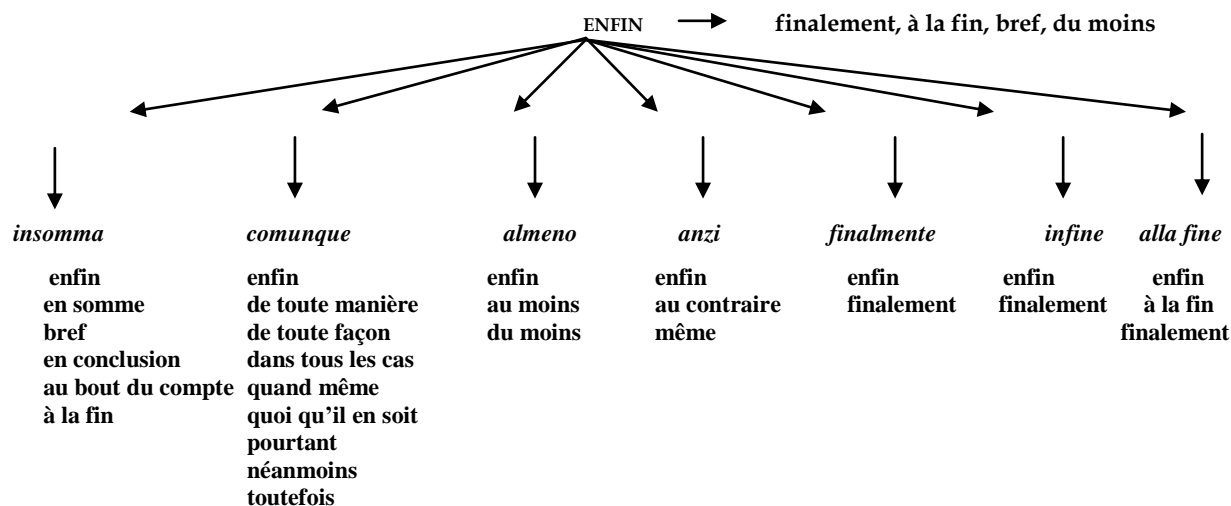 ENFIN finalement, à la fin, bref, du moins
insomma comunque almeno anzi finalmente infine alla fine
enfin enfin enfin enfin enfin enfin enfin
en somme de toute manière au moins au contraire finalement finalement à la fin
bref de toute façon du moins même finalement
en conclusion dans tous les cas
au bout du compte quand même
à la fin quoi qu’il en soit
pourtant
néanmoins
toutefois